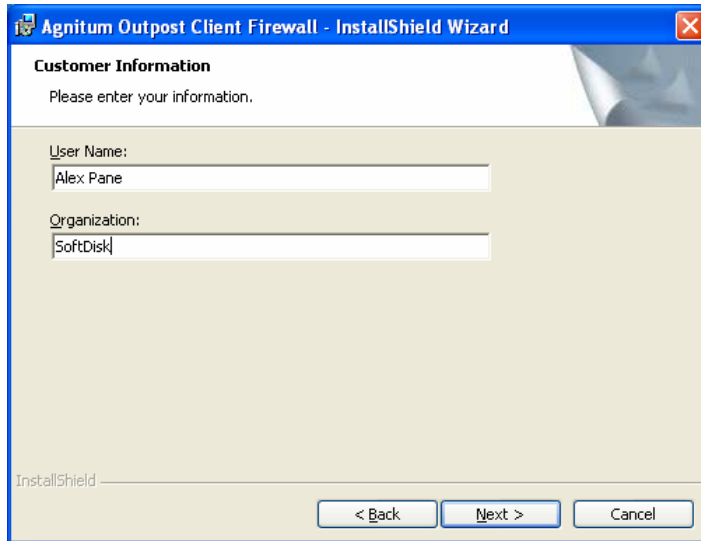 Agnitum Outpost Client Firewall - InstallShield Wizard
Customer Information
Please enter your information.
User Name:
Alex Pane
Organization:
SoftDisk
InstallShield
< Back Next > Cancel